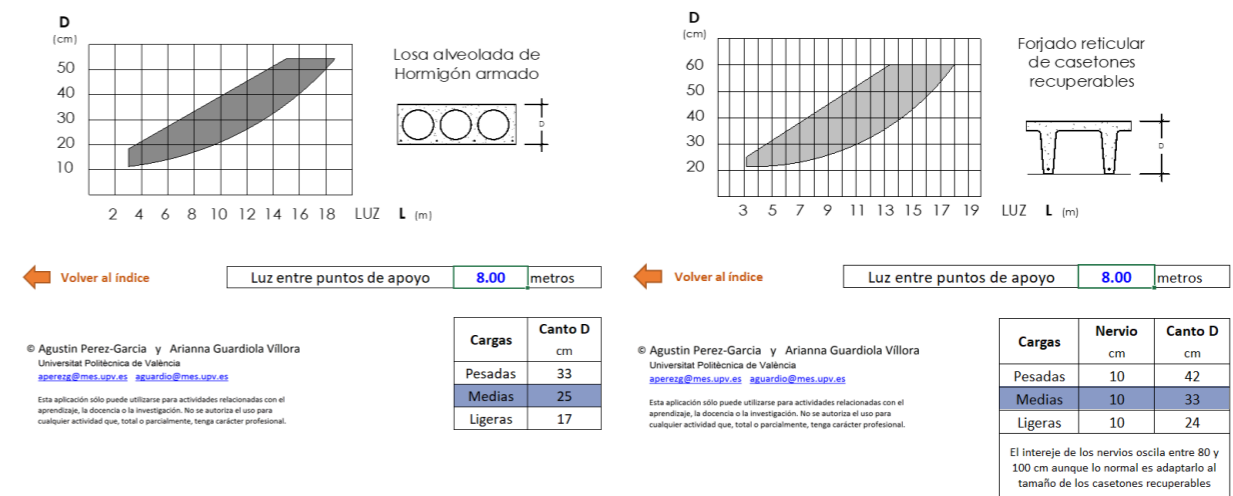 D
(cm)
50
40
30
20
10
2 4 6 8 10 12 14 16 18 LUZ L (m)
Losa alveolada de
Hormigón armado
D
Volver al índice
Luz entre puntos de apoyo 8.00 metros
© Agustin Perez-Garcia y Arianna Guardiola Víllora
Universitat Politècnica de València
aperezg@mes.upv.es aguardio@mes.upv.es
Esta aplicación sólo puede utilizarse para actividades relacionadas con el
aprendizaje, la docencia o la investigación. No se autoriza el uso para
cualquier actividad que, total o parcialmente, tenga carácter profesional.
Cargas Canto D
cm
Pesadas 33
Medias 25
Ligeras 17
D
(cm)
60
50
40
30
20
3 5 7 9 11 13 15 17 19 LUZ L (m)
Forjado reticular
de casetones
recuperables
D
Volver al índice
Luz entre puntos de apoyo 8.00 metros
© Agustin Perez-Garcia y Arianna Guardiola Víllora
Universitat Politècnica de València
aperezg@mes.upv.es aguardio@mes.upv.es
Esta aplicación sólo puede utilizarse para actividades relacionadas con el
aprendizaje, la docencia o la investigación. No se autoriza el uso para
cualquier actividad que, total o parcialmente, tenga carácter profesional.
Cargas Nervio Canto D
cm cm
Pesadas 10 42
Medias 10 33
Ligeras 10 24
El intereje de los nervios oscila entre 80 y
100 cm aunque lo normal es adaptarlo al
tamaño de los casetones recuperables